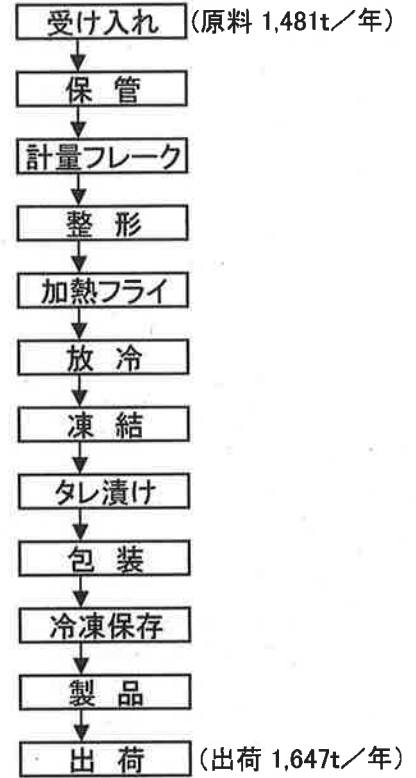 受け入れ (原料 1,481t/年)
保 管
計量フレーク
整 形
加熱フライ
放 冷
凍 結
タレ漬け
包 装
冷凍保存
製 品
出 荷 (出荷 1,647t/年)